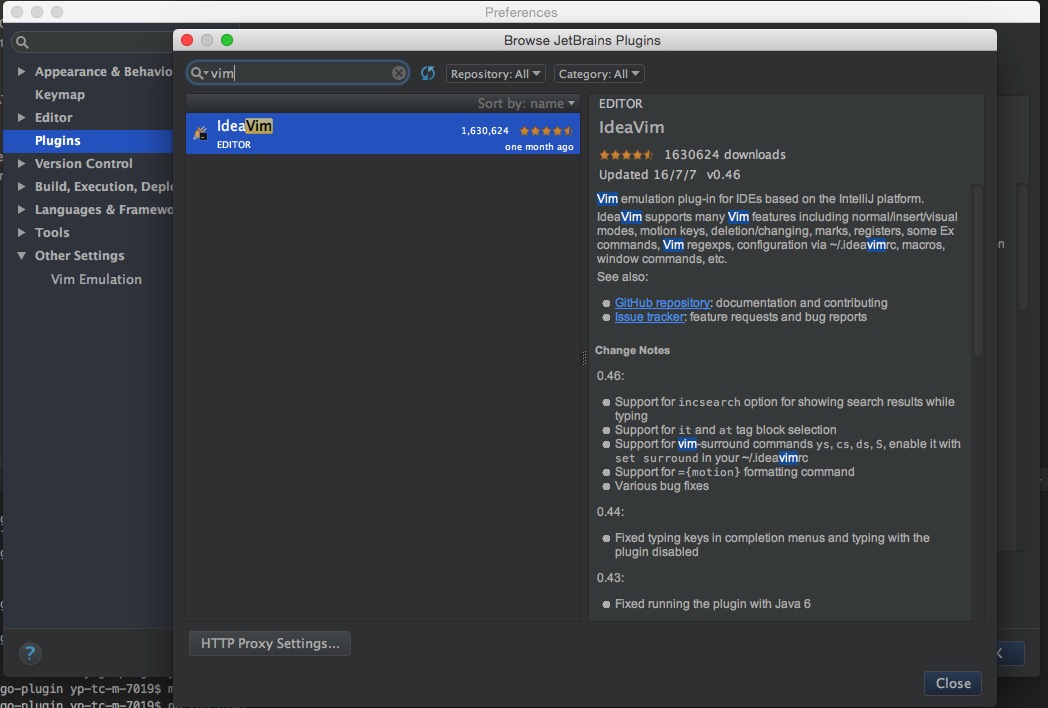 Preferences
Browse JetBrains Plugins
Appearance & Behavio
Keymap
Editor
Plugins
Version Control
Build, Execution, Deplo
Languages & Framewo
Tools
Other Settings
Vim Emulation
vim
Repository: All
Category: All
Sort by: name
IdeaVim
EDITOR
1,630,624
one month ago
EDITOR
IdeaVim
1630624 downloads
Updated 16/7/7 v0.46
Vim emulation plug-in for IDEs based on the IntelliJ platform.
IdeaVim supports many Vim features including normal/insert/visual
modes, motion keys, deletion/changing, marks, registers, some Ex
commands, Vim regexps, configuration via ~/.ideavimrc, macros,
window commands, etc.
See also:
GitHub repository: documentation and contributing
Issue tracker: feature requests and bug reports
Change Notes
0.46:
Support for incsearch option for showing search results while
typing
Support for it and at tag block selection
Support for vim-surround commands ys, cs, ds, S, enable it with
set surround in your ~/.ideavimrc
Support for ={motion} formatting command
Various bug fixes
0.44:
Fixed typing keys in completion menus and typing with the
plugin disabled
0.43:
Fixed running the plugin with Java 6
HTTP Proxy Settings...
?
Close
go-plugin yp-tc-m-7019$ m
go-plugin yp-tc-m-7019$